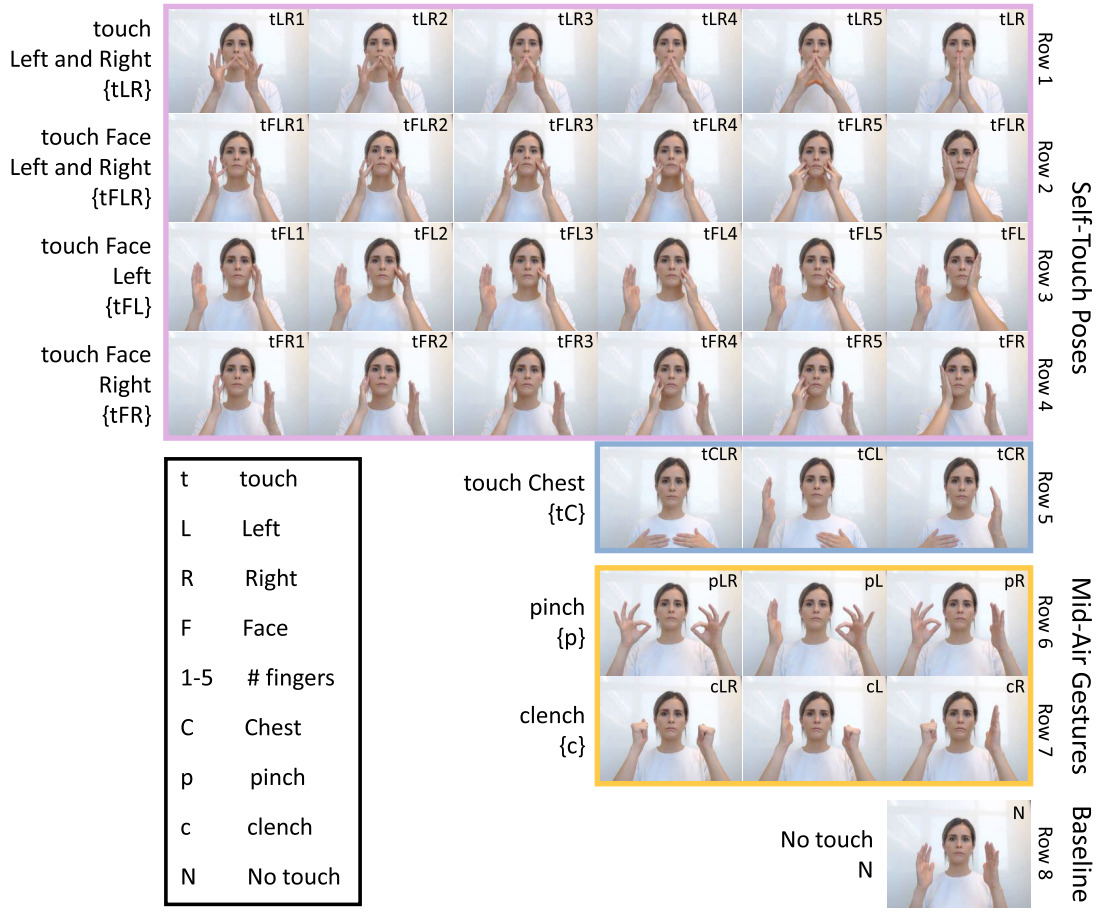 touch
Left and Right
{tLR}
tLR1 tLR2 tLR3 tLR4 tLR5 tLR
Row 1
touch Face
Left and Right
{tFLR}
tFLR1 tFLR2 tFLR3 tFLR4 tFLR5 tFLR
Row 2
touch Face
Left
{tFL}
tFL1 tFL2 tFL3 tFL4 tFL5 tFL
Row 3
touch Face
Right
{tFR}
tFR1 tFR2 tFR3 tFR4 tFR5 tFR
Row 4
Self-Touch Poses
touch Chest
{tC}
tCLR tCL tCR
Row 5
pinch
{p}
pLR pL pR
Row 6
clench
{c}
cLR cL cR
Row 7
Mid-Air Gestures
No touch
N
N
Row 8
Baseline
t touch
L Left
R Right
F Face
1-5 # fingers
C Chest
p pinch
c clench
N No touch